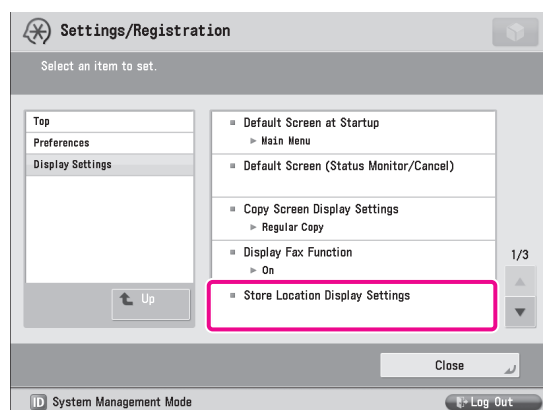 Settings/Registration
Select an item to set.
Top
Preferences
Display Settings
Up
Default Screen at Startup
Main Menu
Default Screen (Status Monitor/Cancel)
Copy Screen Display Settings
Regular Copy
Display Fax Function
On
Store Location Display Settings
1/3
Close
ID System Management Mode
Log Out